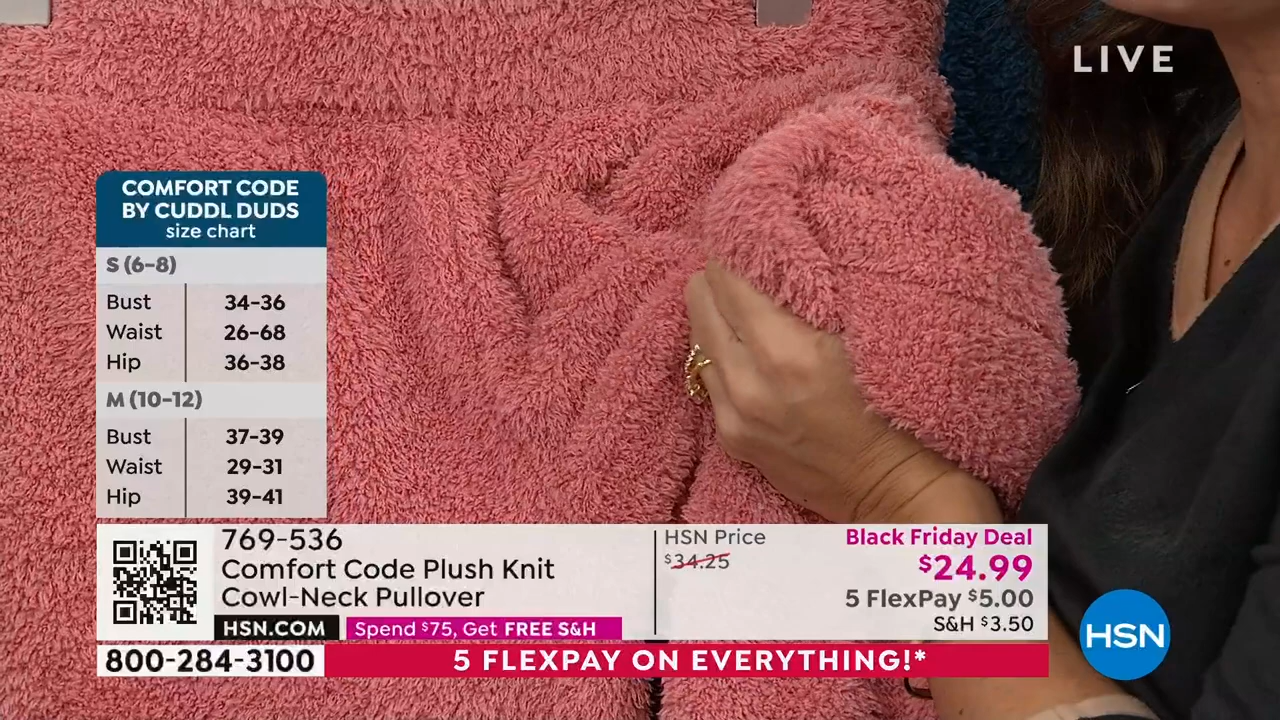 LIVE
COMFORT CODE
BY CUDDL DUDS
size chart
S (6-8)
Bust 34-36
Waist 26-68
Hip 36-38
M (10-12)
Bust 37-39
Waist 29-31
Hip 39-41
769-536
Comfort Code Plush Knit
Cowl-Neck Pullover
HSN.COM
Spend $75, Get FREE S&H
HSN Price
$34.25
Black Friday Deal
$24.99
5 FlexPay $5.00
S&H $3.50
800-284-3100
5 FLEXPAY ON EVERYTHING!*
HSN